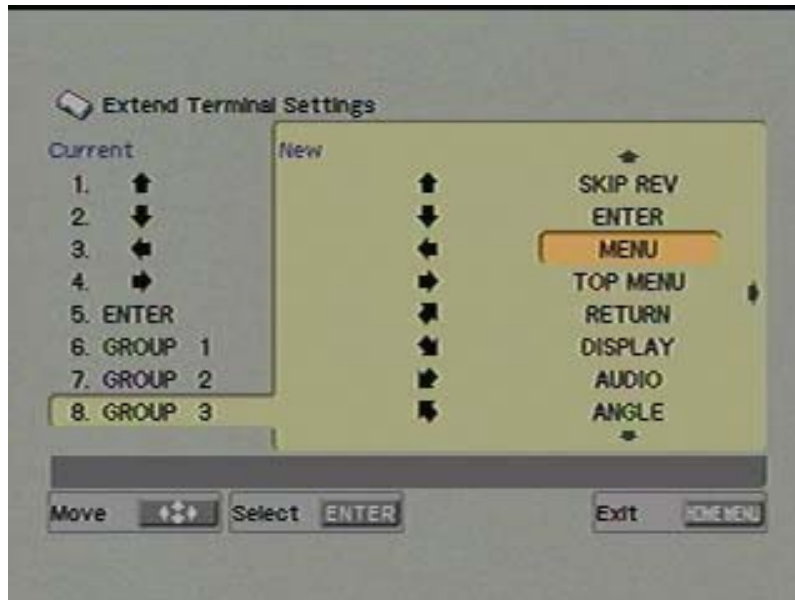 Extend Terminal Settings
Current New
1. ⬆ ⬆ SKIP REV
2. ⬇ ⬇ ENTER
3. ⬅ ⬅ MENU
4. ➡ ➡ TOP MENU
5. ENTER ⬈ RETURN
6. GROUP 1 ⬊ DISPLAY
7. GROUP 2 ⬋ AUDIO
8. GROUP 3 ⬉ ANGLE
Move Select ENTER Exit HOME MENU